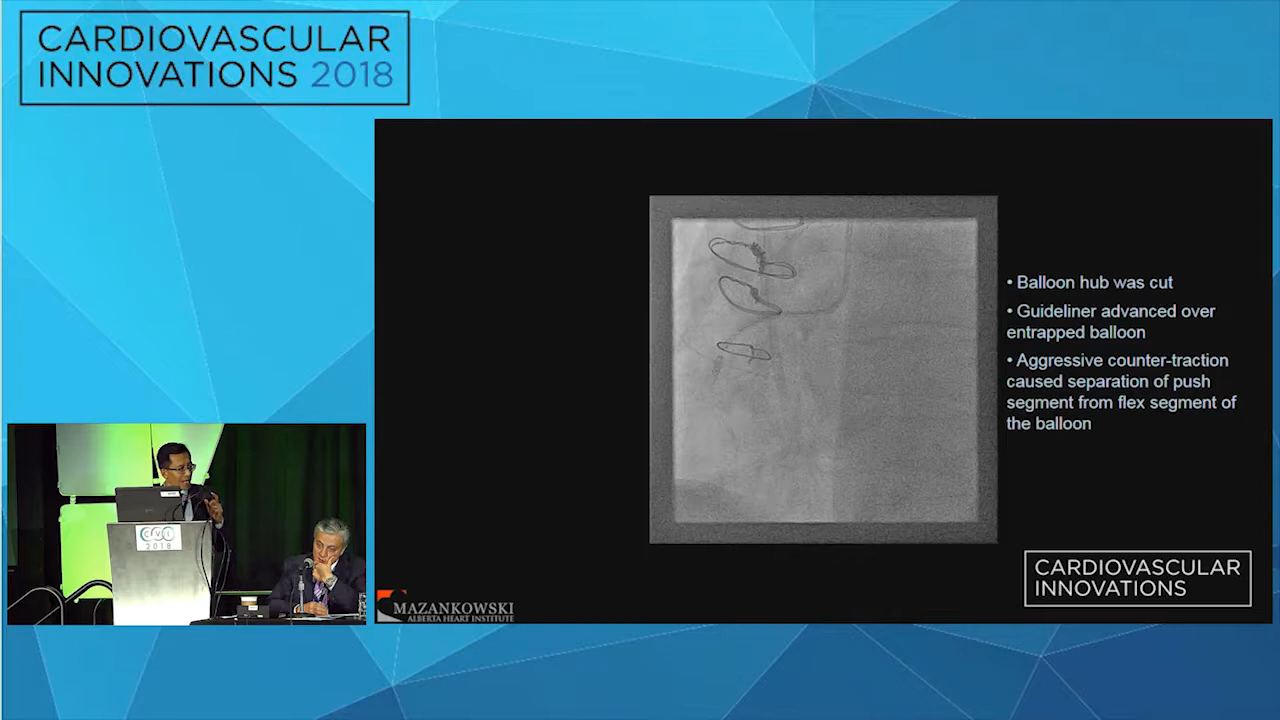 CARDIOVASCULAR
INNOVATIONS 2018
• Balloon hub was cut
• Guideliner advanced over
entrapped balloon
• Aggressive counter-traction
caused separation of push
segment from flex segment of
the balloon
CVI
2018
MAZANKOWSKI
ALBERTA HEART INSTITUTE
CARDIOVASCULAR
INNOVATIONS